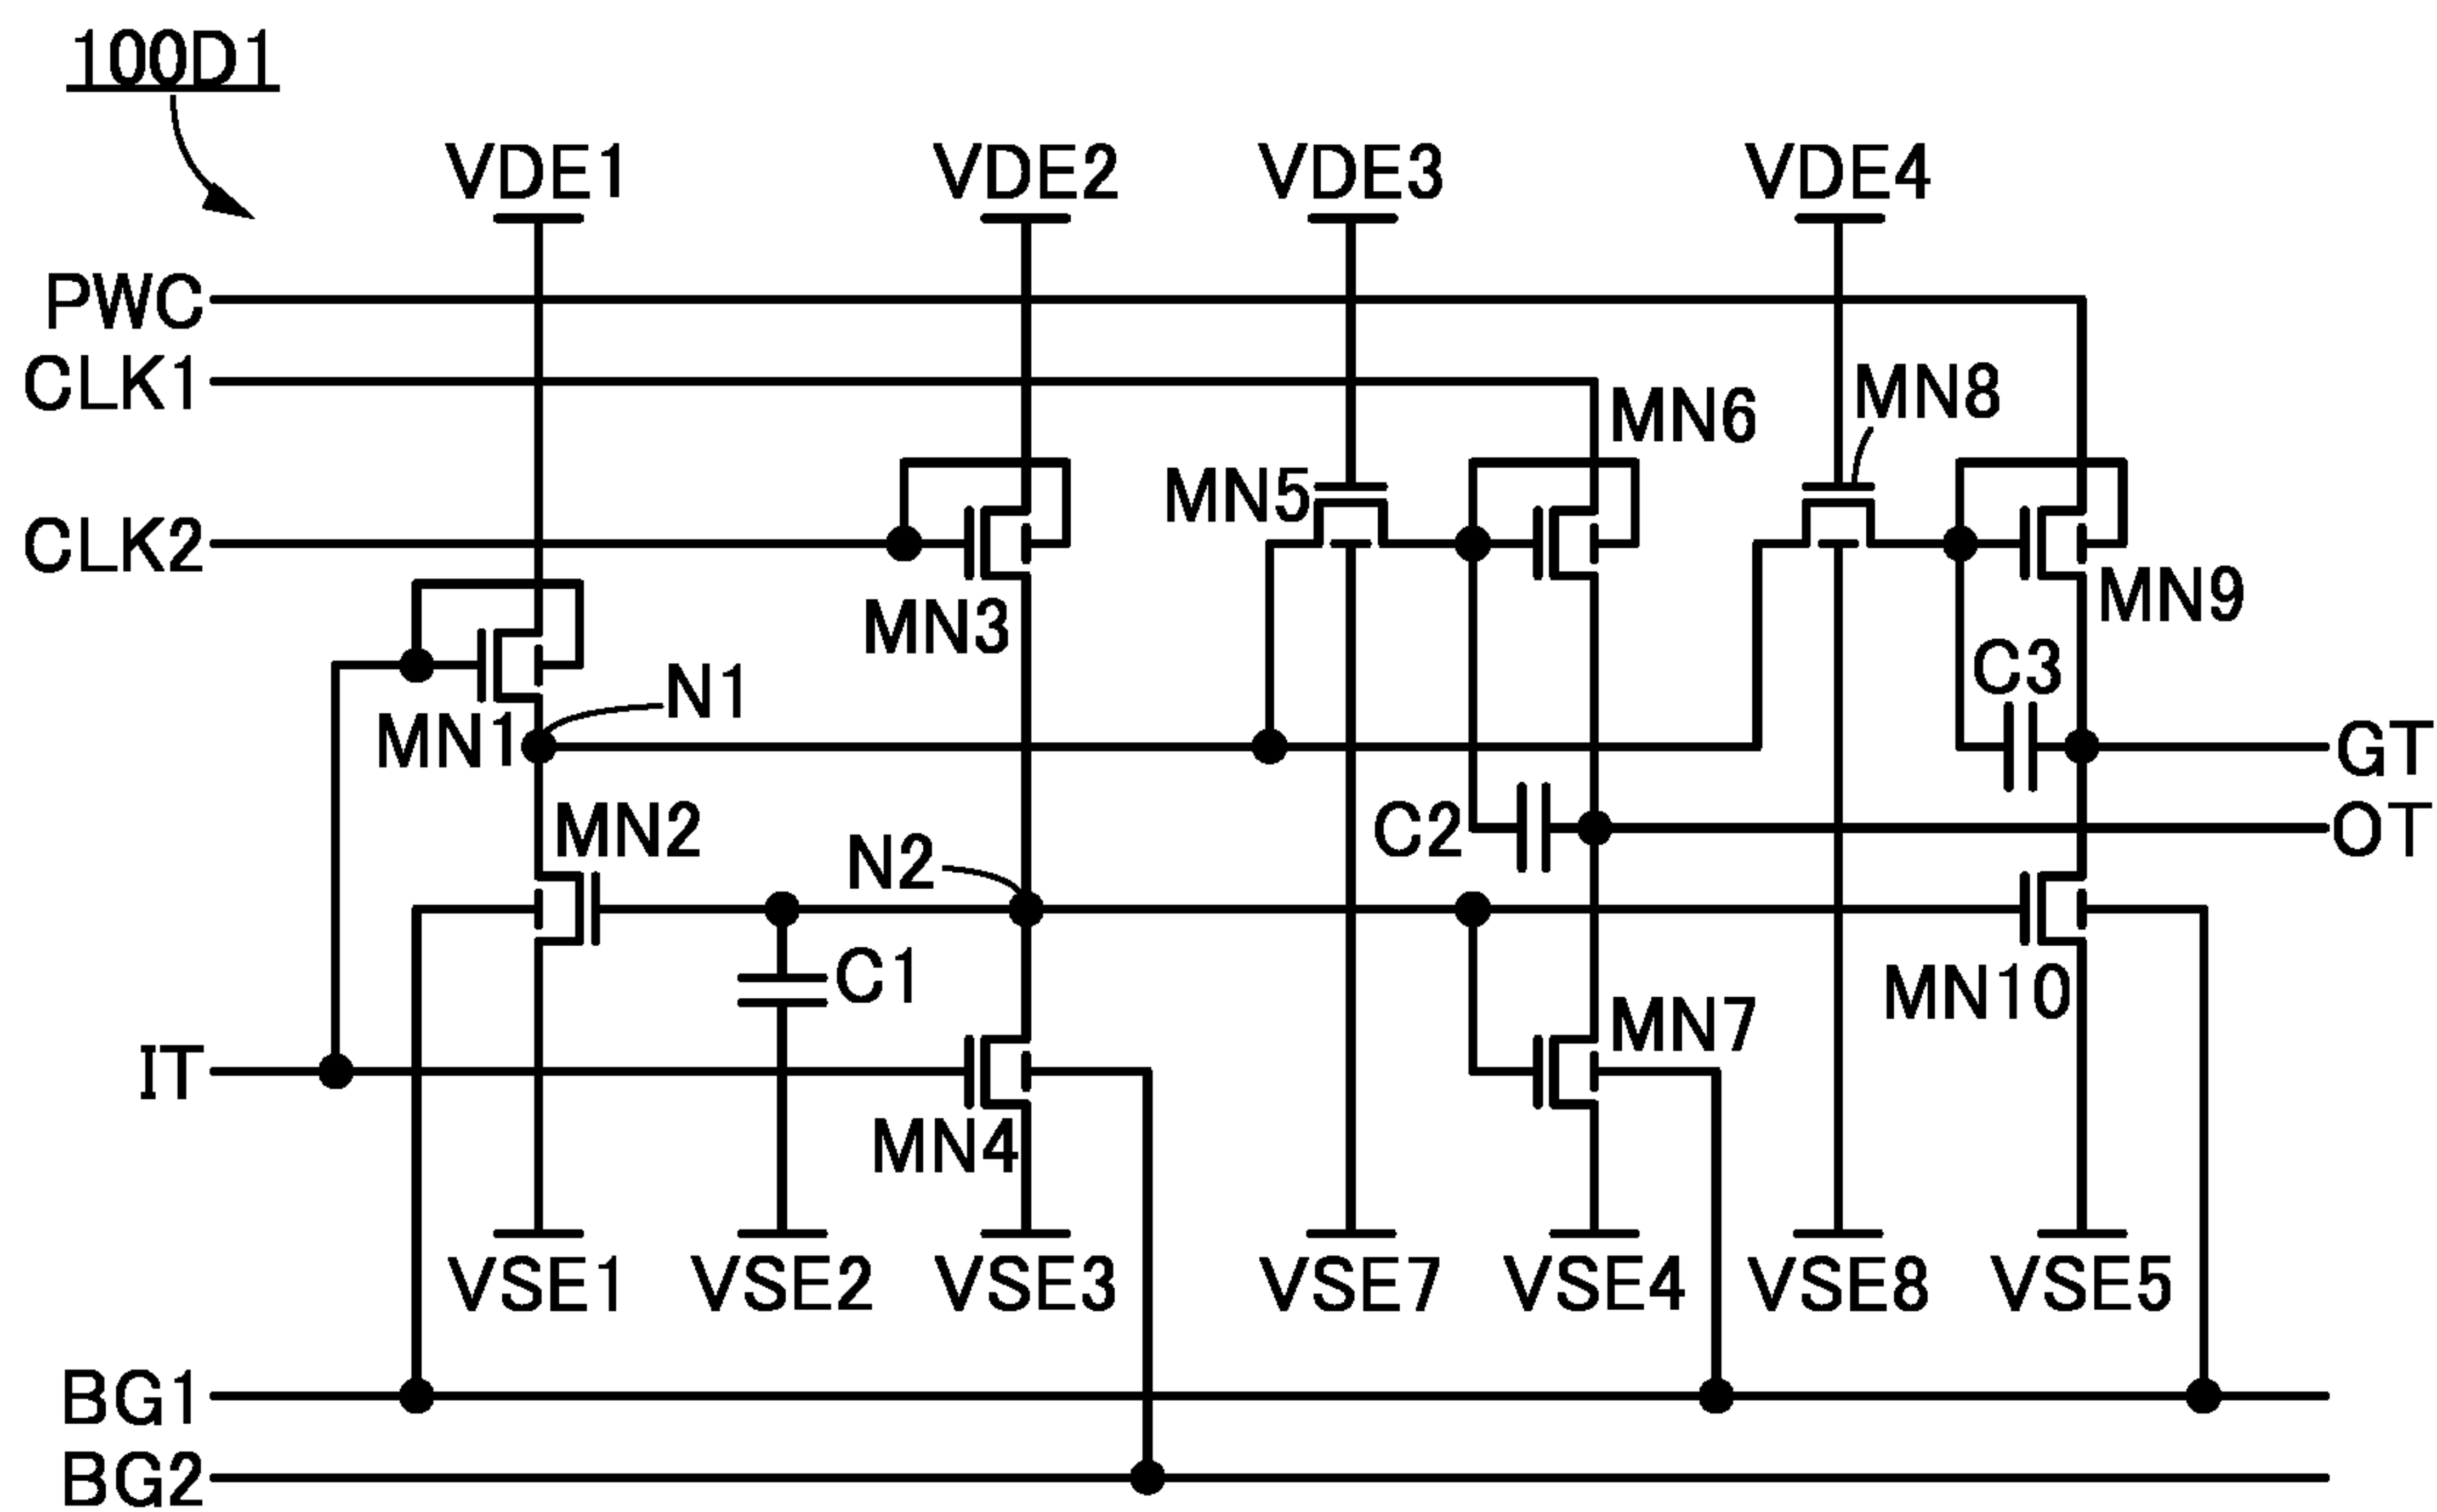 100D1
VDE1 VDE2 VDE3 VDE4
PWC
CLK1
MN8
MN6
MN5
CLK2
MN9
MN3
C3
N1
MN1
GT
MN2
C2
OT
N2
C1
MN10
MN7
IT
MN4
VSE1 VSE2 VSE3 VSE7 VSE4 VSE8 VSE5
BG1
BG2